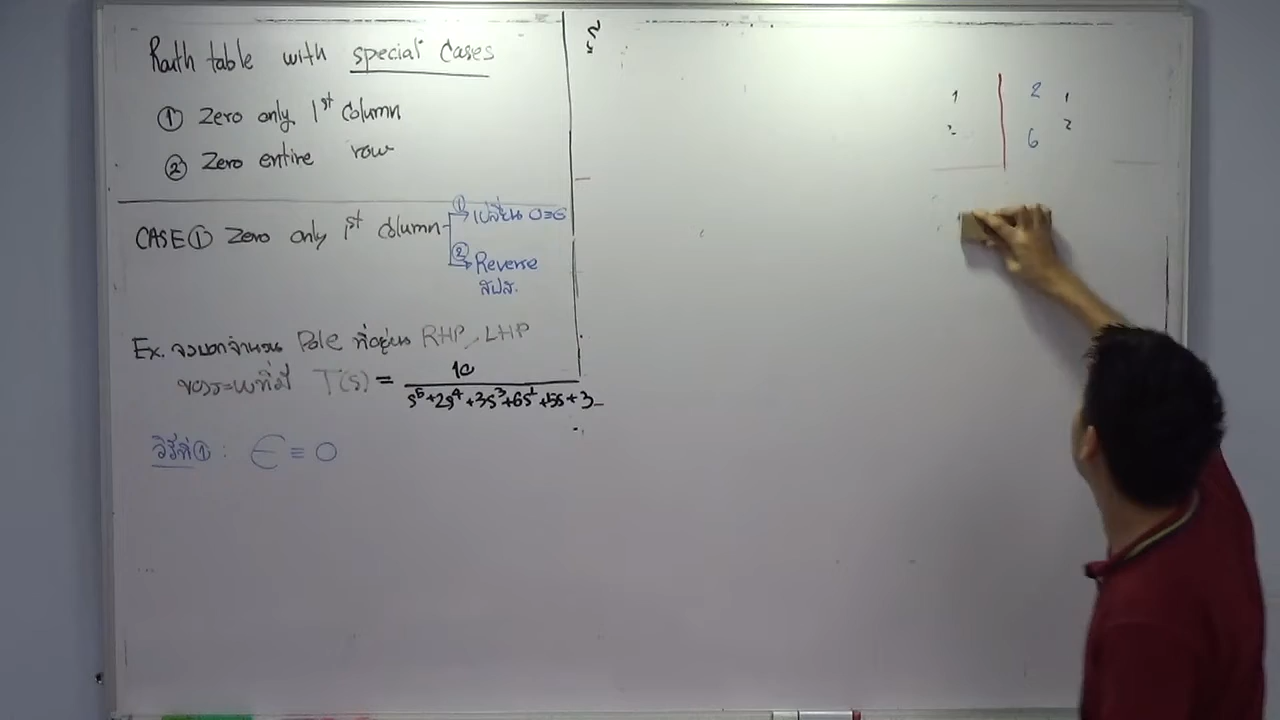 Routh table with special cases
① Zero only 1st Column
② Zero entire row
CASE① Zero only 1st Column
① เปลี่ยน 0≡ϵ
② Reverse
สปส.
Ex. จงบอกจำนวน Pole ที่อยู่บน RHP, LHP
ของระบบที่มี T(s) = 10
s⁵+2s⁴+3s³+6s²+5s+3
วิธีที่① : ϵ ≡ 0
1 2 1
6 2